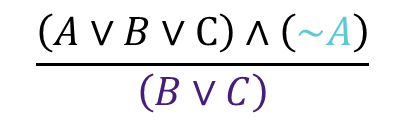 (A ∨ B ∨ C) ∧ (~A)
(B ∨ C)